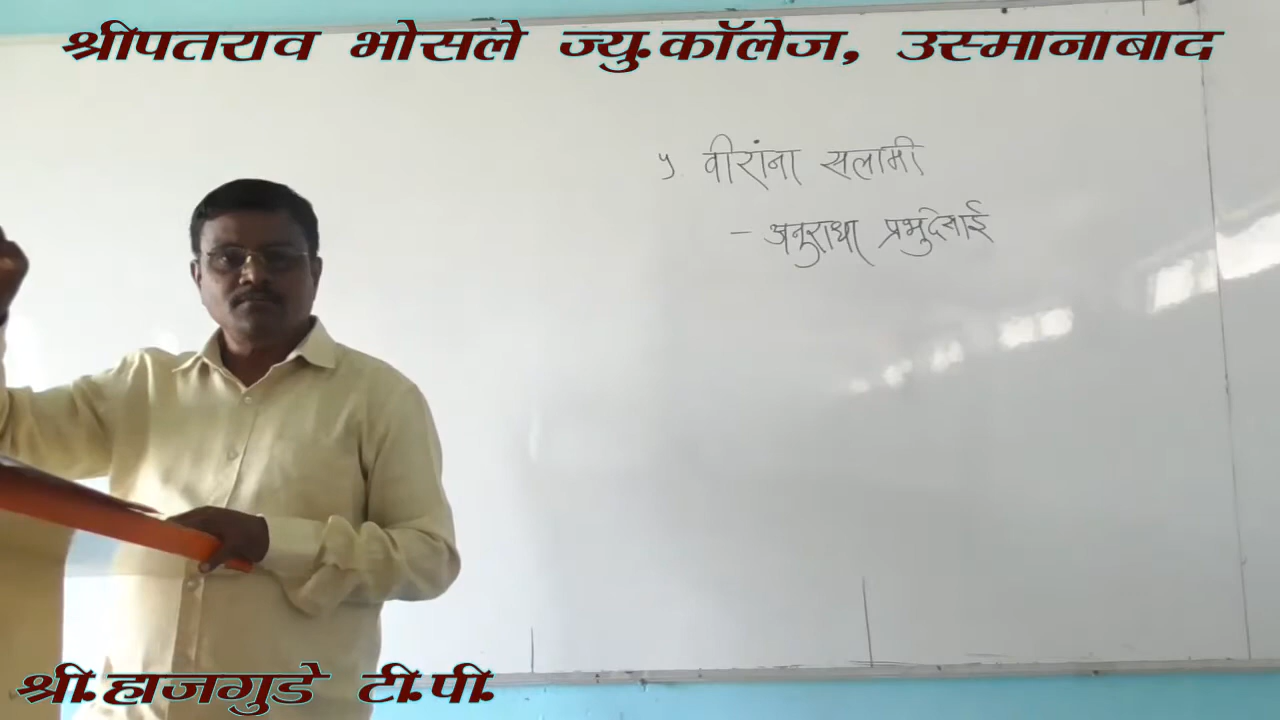 श्रीपतराव भोसले ज्यु.कॉलेज, उस्मानाबाद
५. वीरांना सलामी
- अनुराधा प्रभुदेसाई
श्री.हाजगुडे टी.पी.